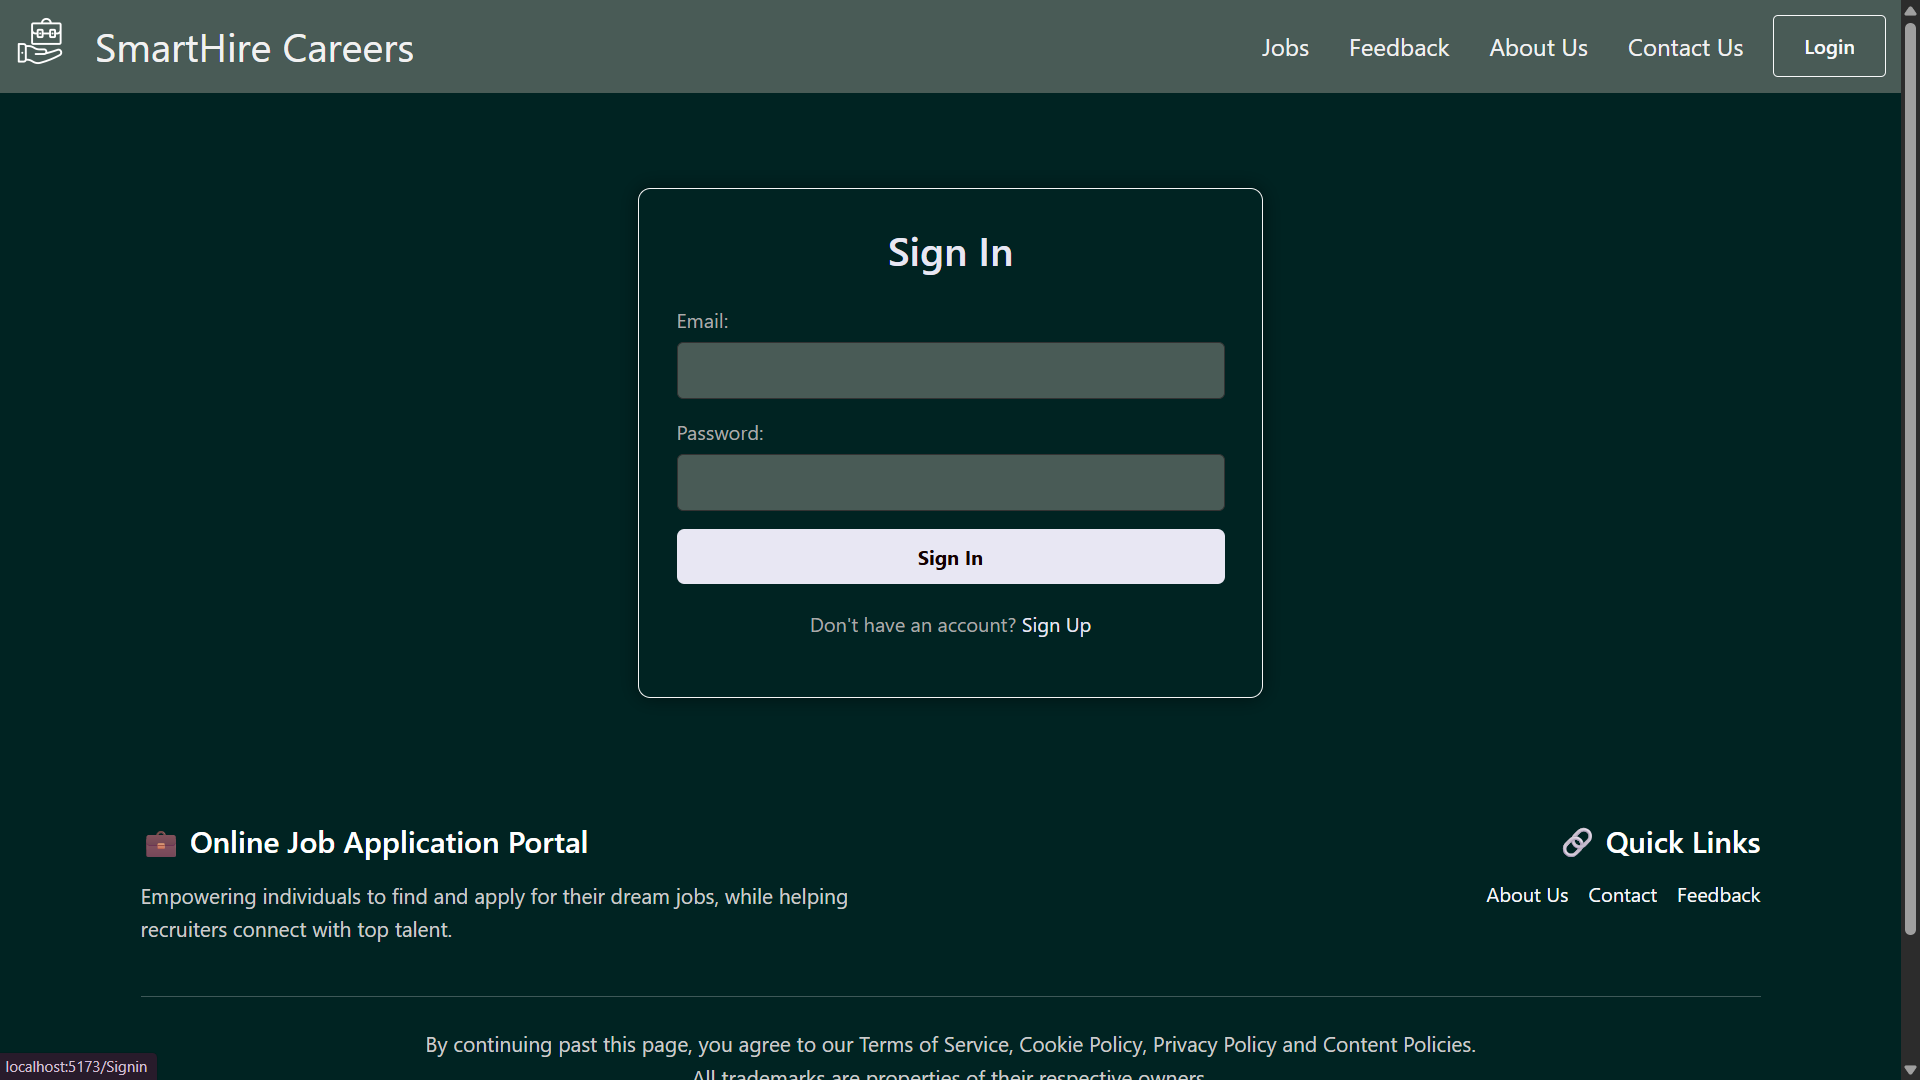 SmartHire Careers
Jobs
Feedback
About Us
Contact Us
Login
Sign In
Email:
Password:
Sign In
Don't have an account? Sign Up
Online Job Application Portal
Empowering individuals to find and apply for their dream jobs, while helping
recruiters connect with top talent.
Quick Links
About Us
Contact
Feedback
By continuing past this page, you agree to our Terms of Service, Cookie Policy, Privacy Policy and Content Policies.
All trademarks are properties of their respective owners.
localhost:5173/Signin